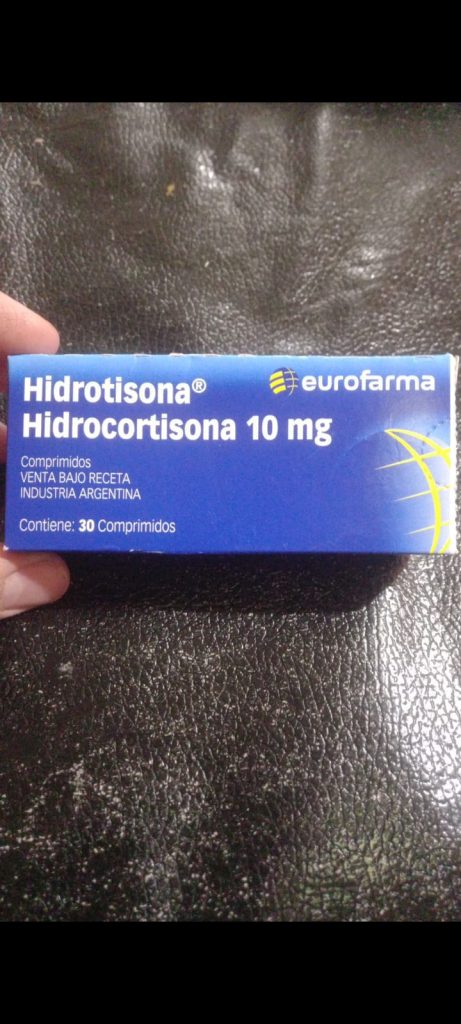 Hidrotisona®
eurofarma
Hidrocortisona 10 mg
Comprimidos
VENTA BAJO RECETA
INDUSTRIA ARGENTINA
Contiene: 30 Comprimidos